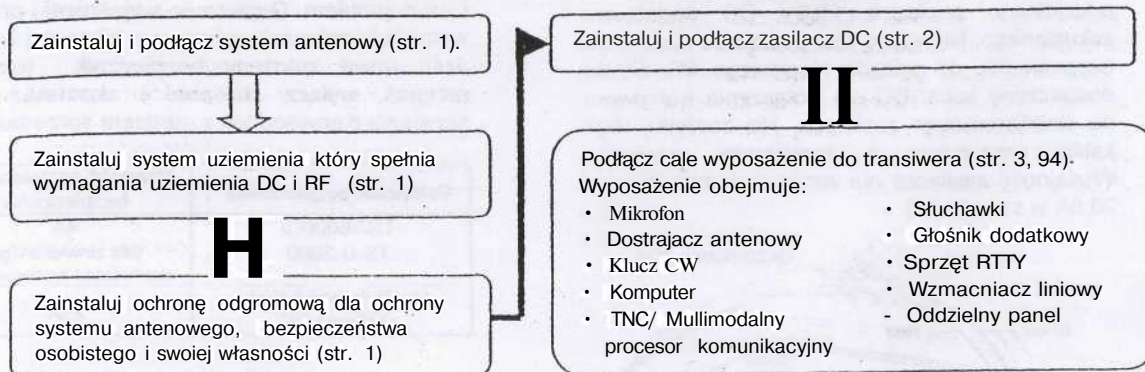 Zainstaluj i podłącz system antenowy (str. 1).
Zainstaluj system uziemienia który spełnia
wymagania uziemienia DC i RF (str. 1)
H
Zainstaluj ochronę odgromową dla ochrony
systemu antenowego, bezpieczeństwa
osobistego i swoiej własności (str. 1)
Zainstaluj i podłącz zasilacz DC (str. 2)
II
Podłącz cale wyposażenie do transiwera (str. 3, 94).
Wyposażenie obejmuje:
• Mikrofon
• Dostrajacz antenowy
• Klucz CW
• Komputer
• TNC/ Mullimodalny
procesor komunikacyjny
• Słuchawki
• Głośnik dodatkowy
• Sprzęt RTTY
• Wzmacniacz liniowy
- Oddzielny panel